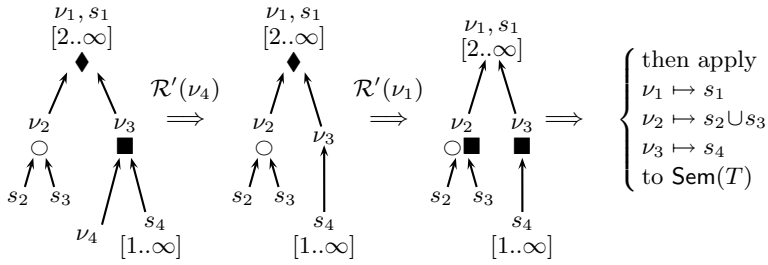 ν₁, s₁
[2..∞]
ν₂ ν₃
s₂ s₃
ν₄ s₄
[1..∞]
R′(ν₄)
⟹
ν₁, s₁
[2..∞]
ν₂ ν₃
s₂ s₃
s₄
[1..∞]
R′(ν₁)
⟹
ν₁, s₁
[2..∞]
ν₂ ν₃
s₂ s₃
s₄
[1..∞]
⟹
then apply
ν₁ ↦ s₁
ν₂ ↦ s₂∪s₃
ν₃ ↦ s₄
to Sem(T)